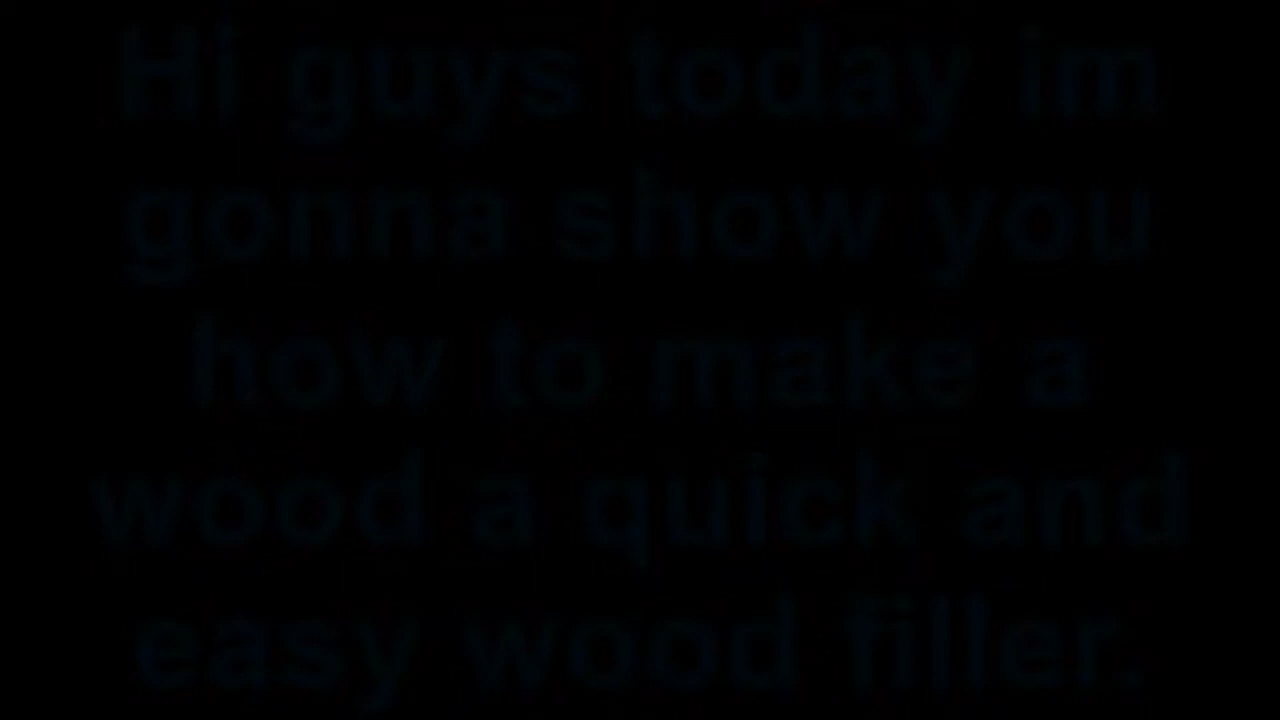 Hi guys today im
gonna show you
how to make a
wood a quick and
easy wood filler.